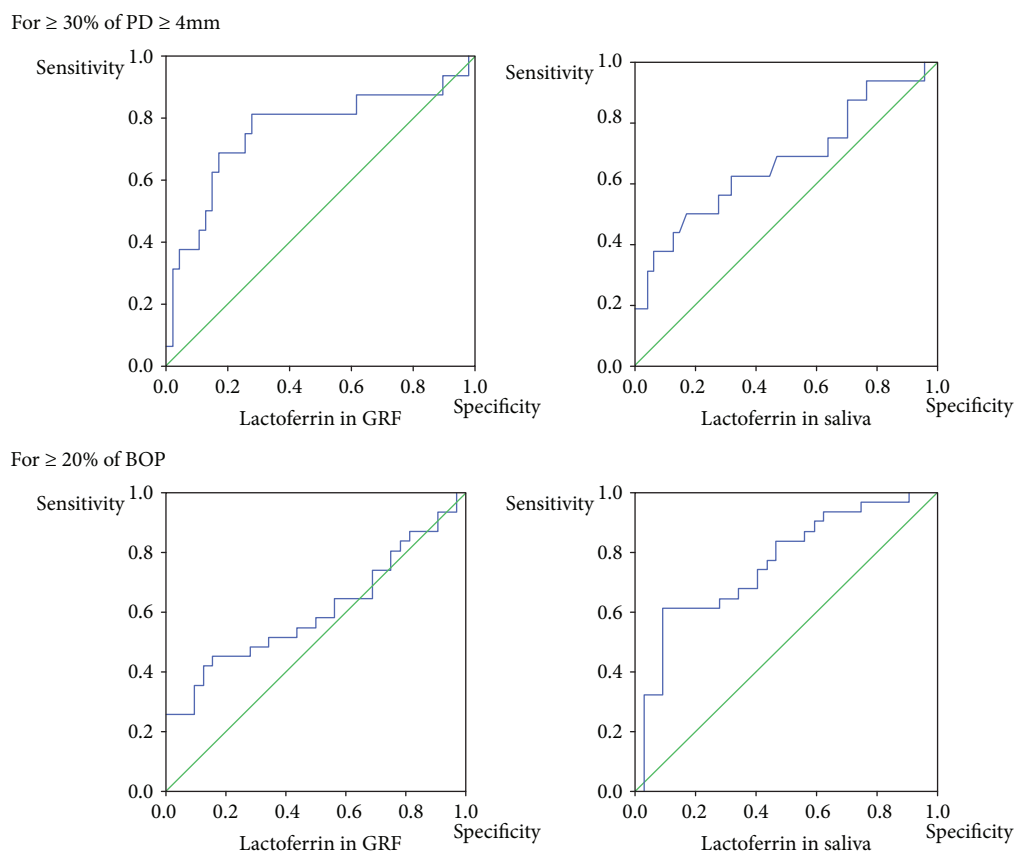 For ≥ 30% of PD ≥ 4mm
Sensitivity
1.0
0.8
0.6
0.4
0.2
0.0
0.0 0.2 0.4 0.6 0.8 1.0
Specificity
Lactoferrin in GRF
Sensitivity
1.0
0.8
0.6
0.4
0.2
0.0
0.0 0.2 0.4 0.6 0.8 1.0
Specificity
Lactoferrin in saliva
For ≥ 20% of BOP
Sensitivity
1.0
0.8
0.6
0.4
0.2
0.0
0.0 0.2 0.4 0.6 0.8 1.0
Specificity
Lactoferrin in GRF
Sensitivity
1.0
0.8
0.6
0.4
0.2
0.0
0.0 0.2 0.4 0.6 0.8 1.0
Specificity
Lactoferrin in saliva